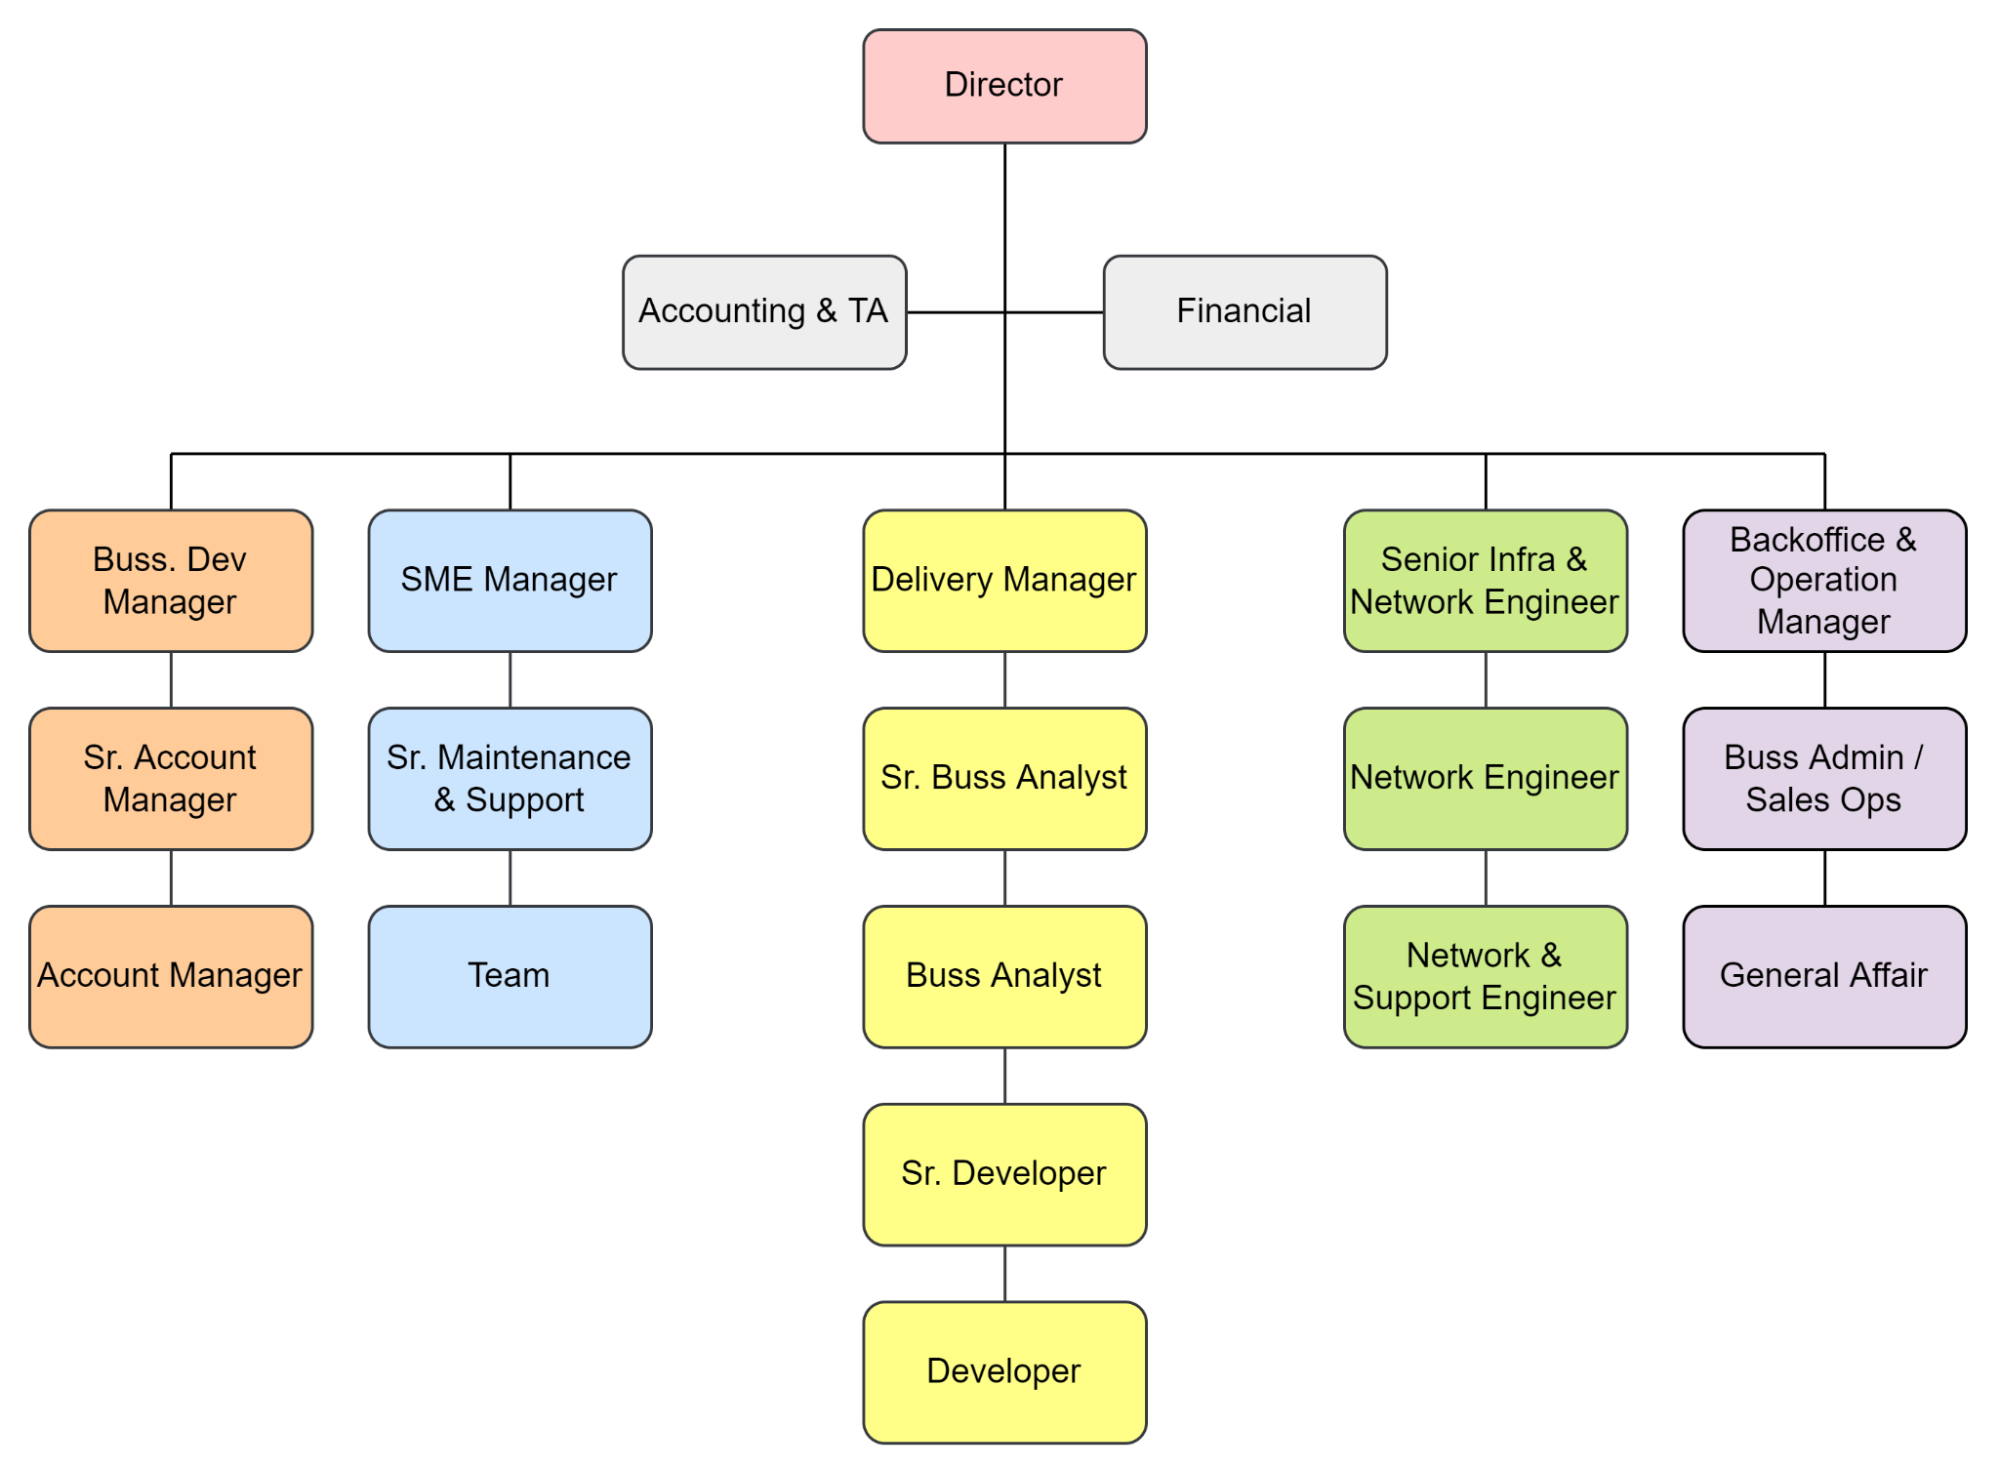 Director
Accounting & TA
Financial
Buss. Dev
Manager
SME Manager
Delivery Manager
Senior Infra &
Network Engineer
Backoffice &
Operation
Manager
Sr. Account
Manager
Sr. Maintenance
& Support
Sr. Buss Analyst
Network Engineer
Buss Admin /
Sales Ops
Account Manager
Team
Buss Analyst
Network &
Support Engineer
General Affair
Sr. Developer
Developer